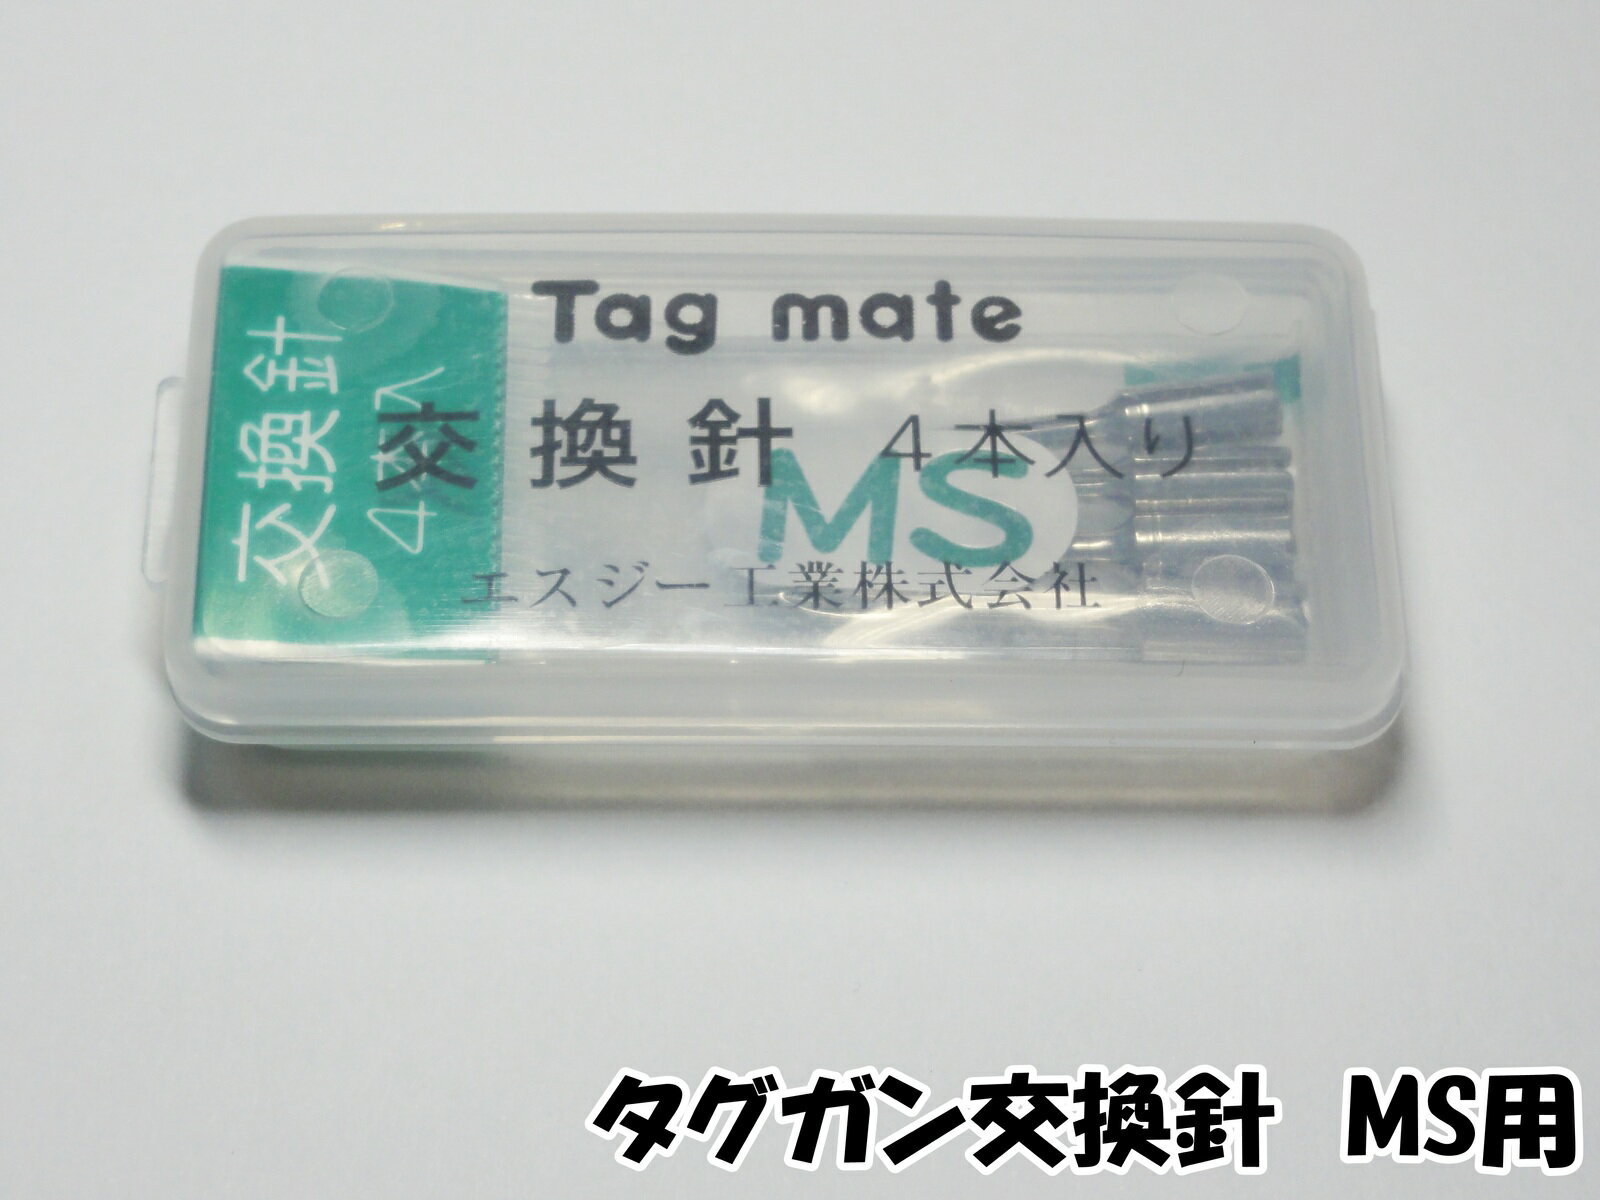 Tag mate
交換針 4本入り
MS
エスジー工業株式会社
交換針
4本入
タグガン交換針 MS用